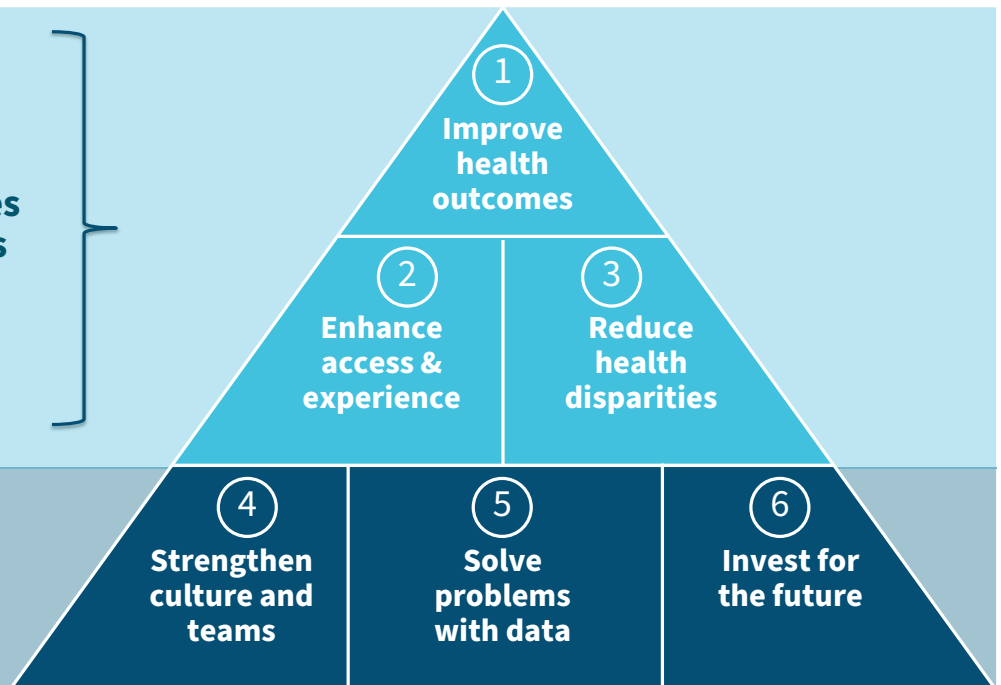 1
Improve
health
outcomes
2
Enhance
access &
experience
3
Reduce
health
disparities
4
Strengthen
culture and
teams
5
Solve
problems
with data
6
Invest for
the future